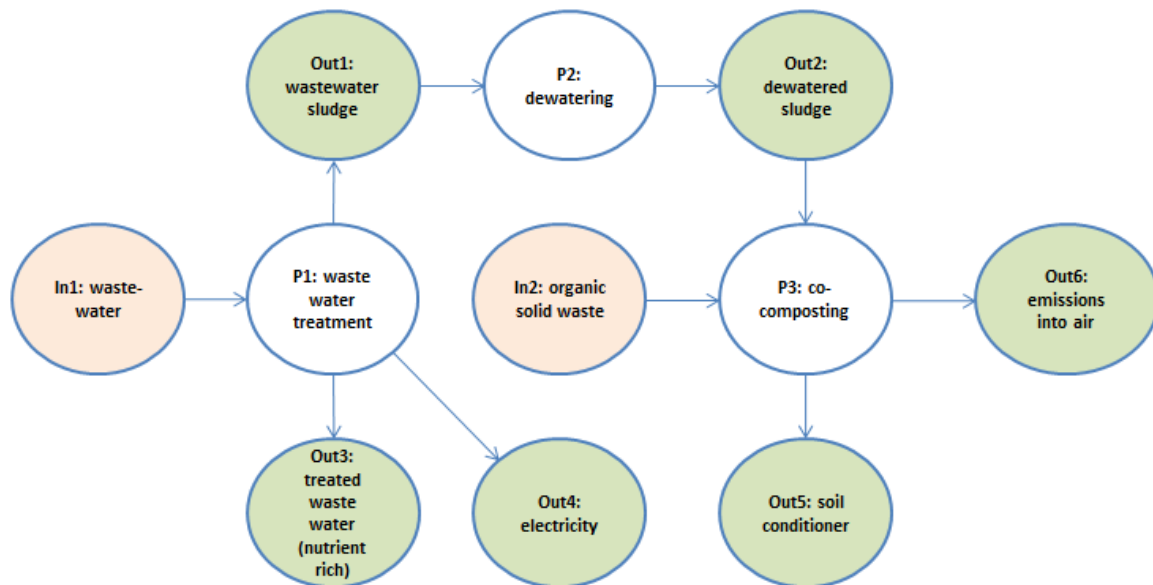 Out1:
wastewater
sludge
P2:
dewatering
Out2:
dewatered
sludge
In1: waste-
water
P1: waste
water
treatment
In2: organic
solid waste
P3: co-
composting
Out6:
emissions
into air
Out3:
treated
waste
water
(nutrient
rich)
Out4:
electricity
Out5: soil
conditioner